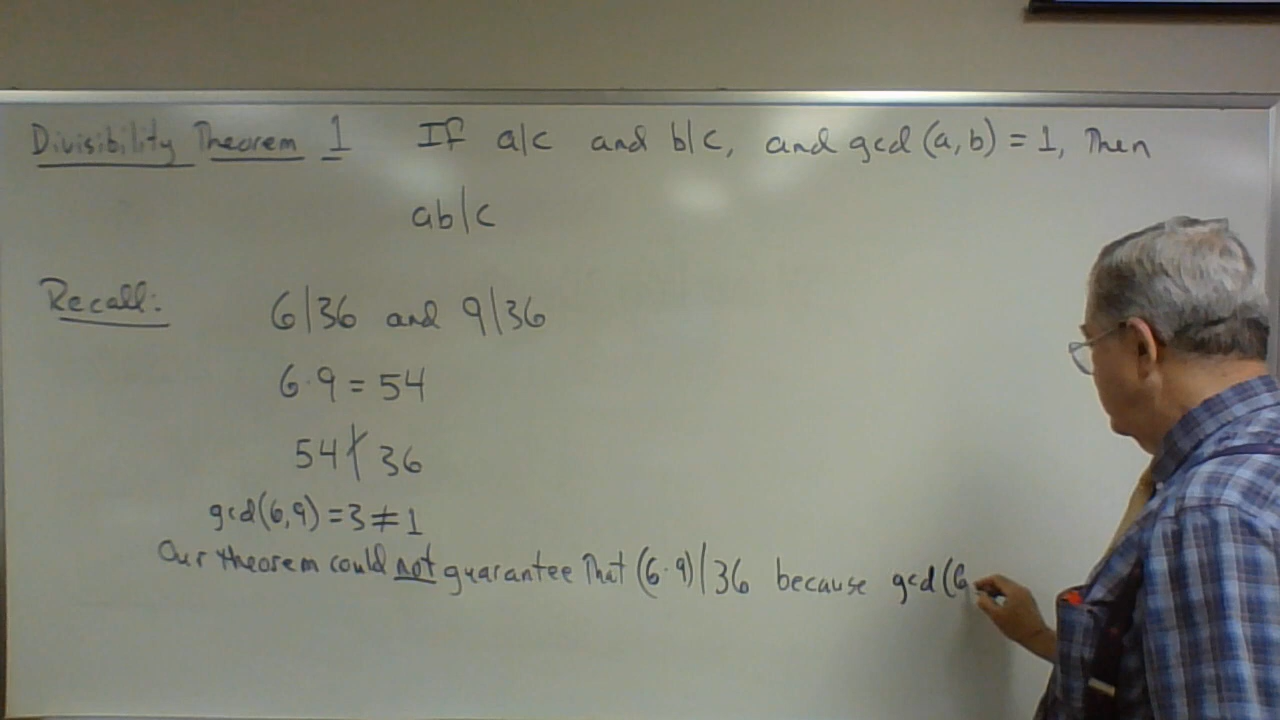 Divisibility Theorem 1 If a|c and b|c, and gcd (a,b) = 1, Then
ab|c
Recall: 6|36 and 9|36
6·9 = 54
54∤36
gcd(6,9) = 3 ≠ 1
Our theorem could not guarantee That (6·9)|36 because gcd(6